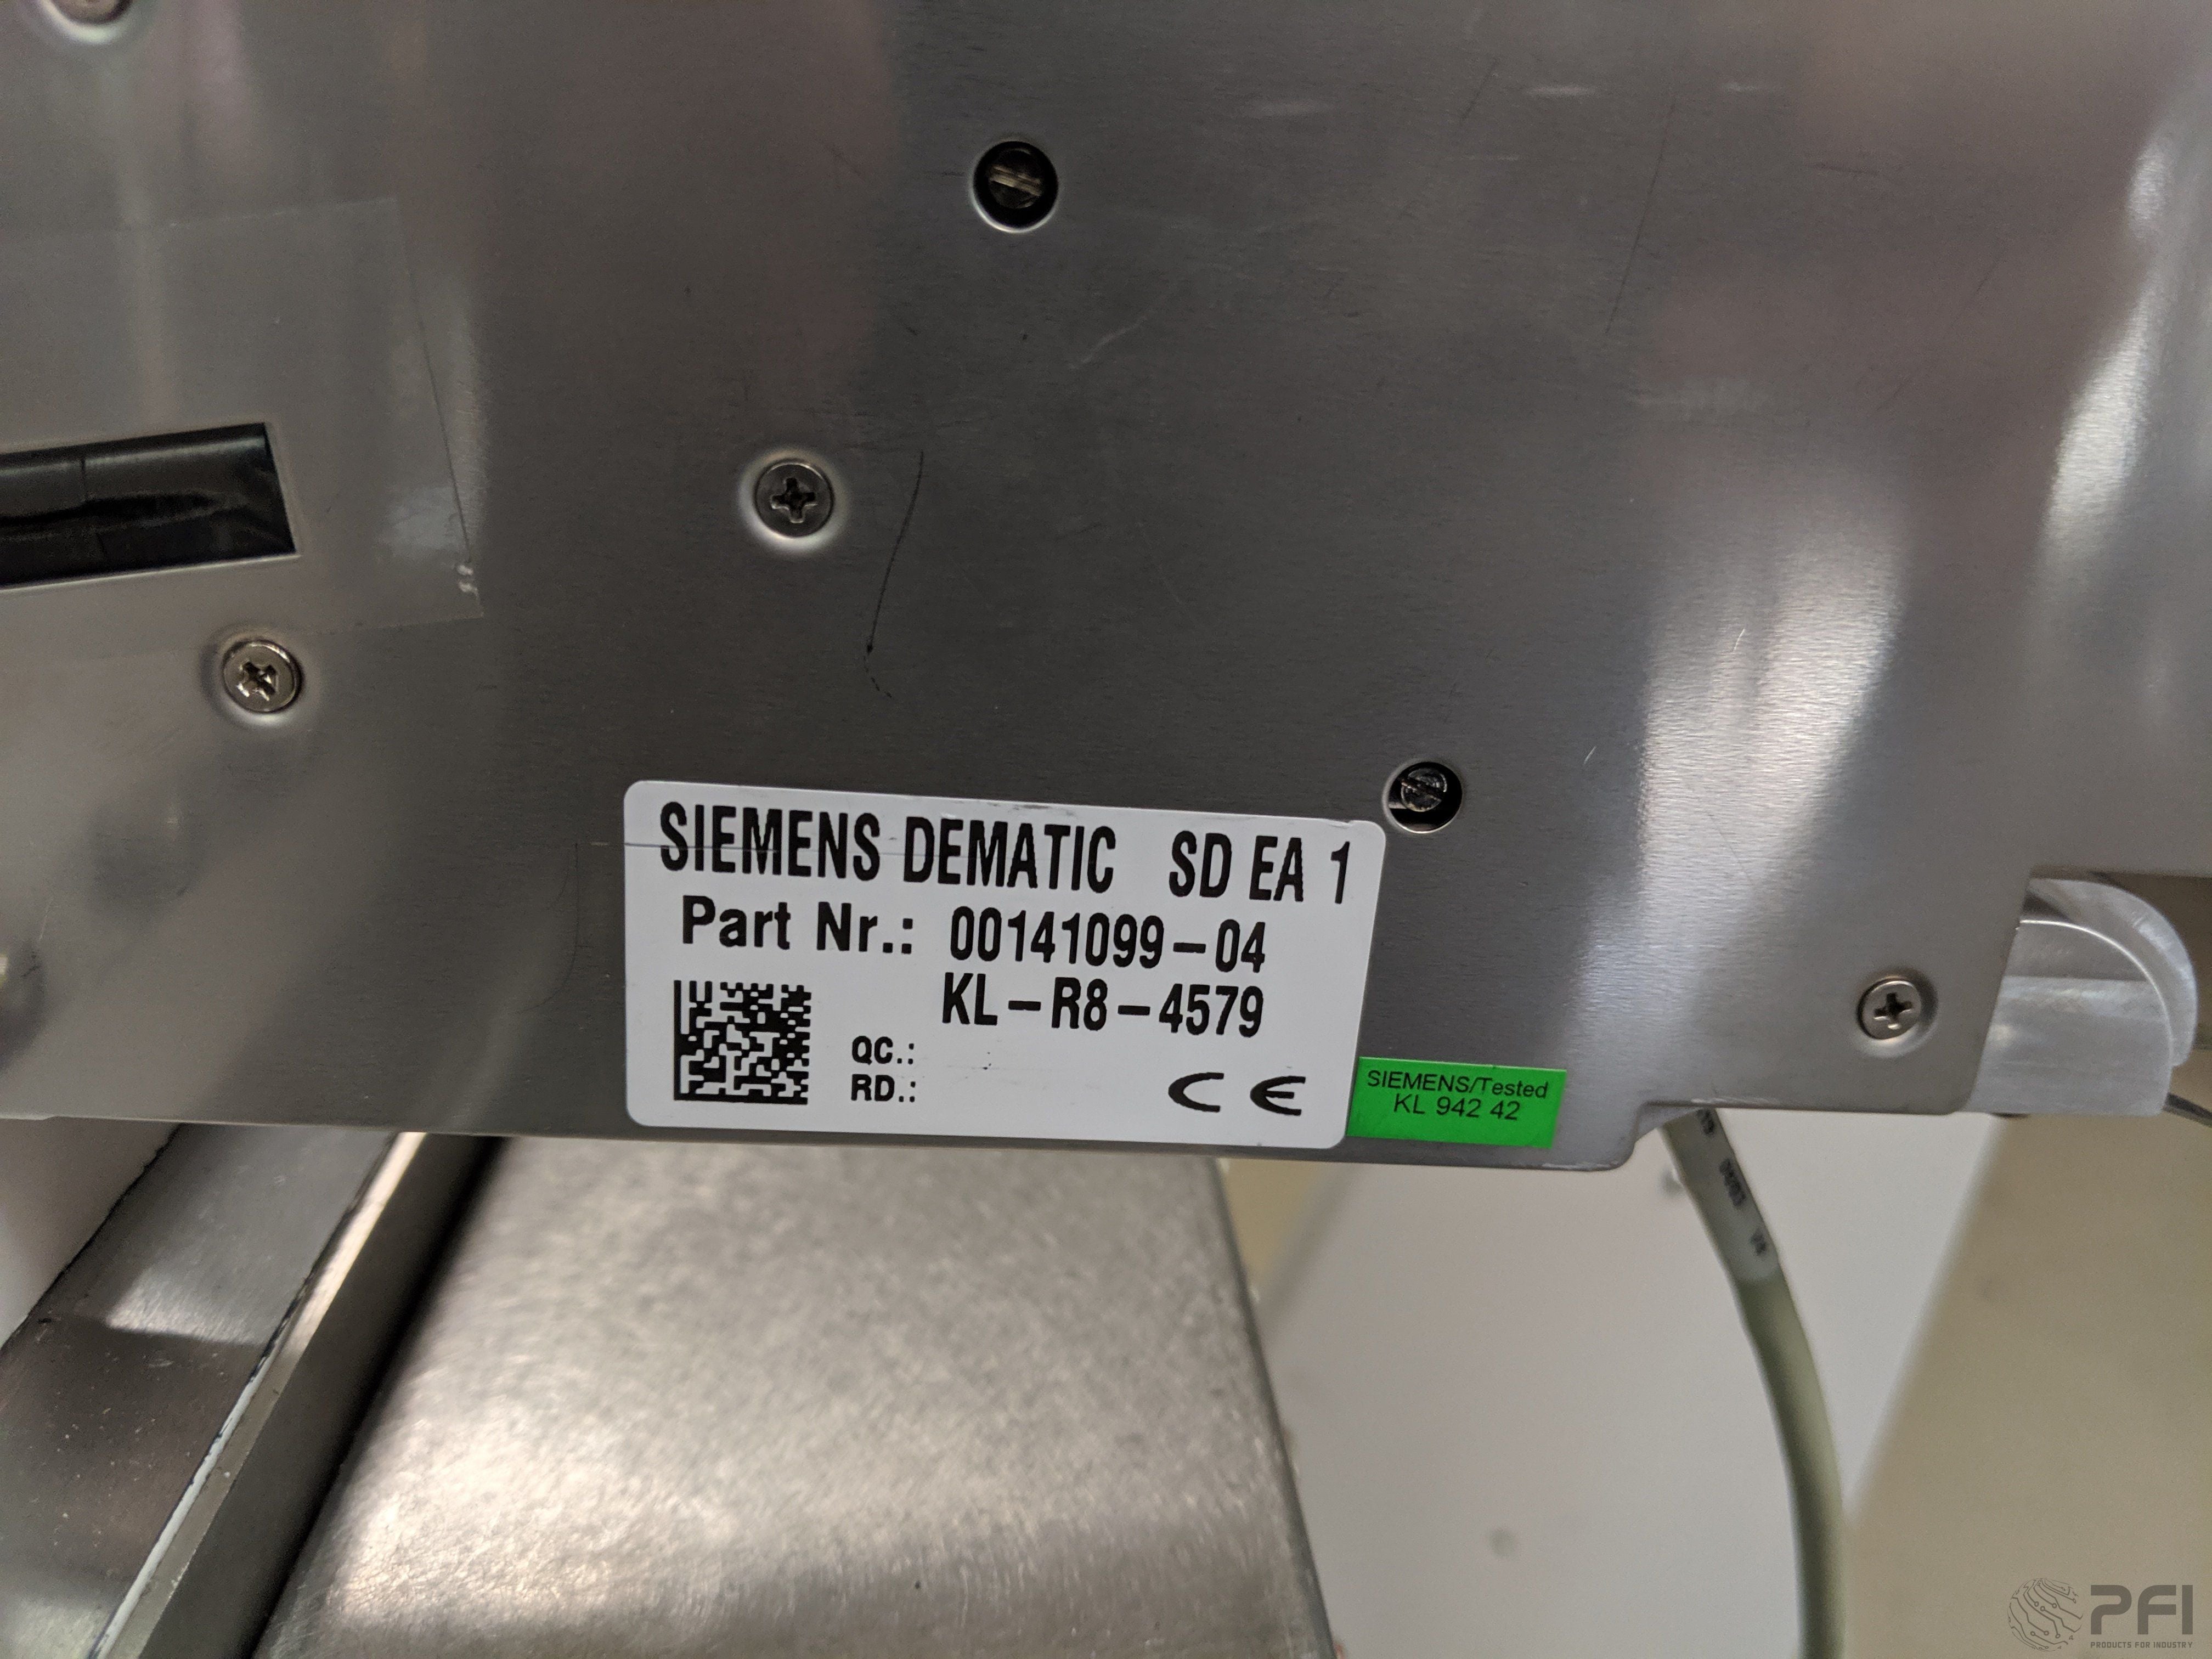 SIEMENS DEMATIC SD EA 1
Part Nr.: 00141099-04
KL-R8-4579
QC.:
RD.:
CE
SIEMENS/Tested
KL 942 42
PFI
PRODUCTS FOR INDUSTRY